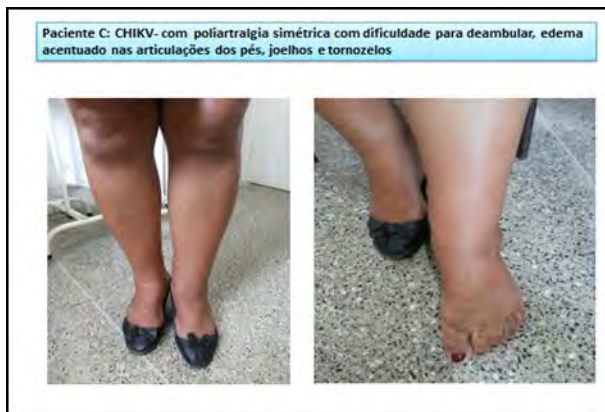 Paciente C: CHIKV- com poliartralgia simétrica com dificuldade para deambular, edema
acentuado nas articulações dos pés, joelhos e tornozelos